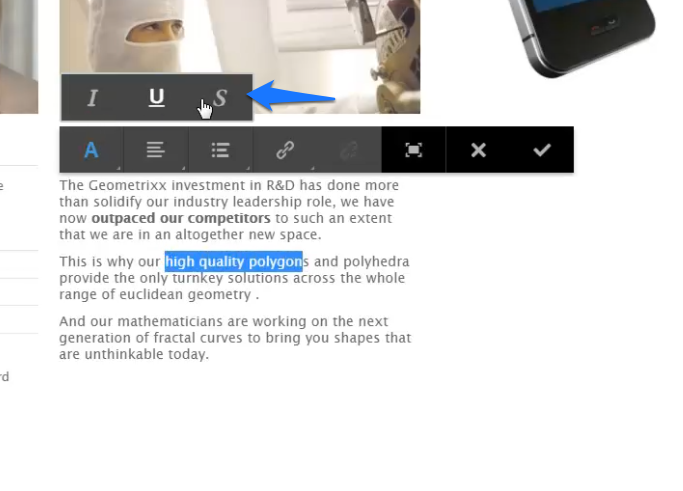 I U S
A
e
The Geometrixx investment in R&D has done more
than solidify our industry leadership role, we have
now outpaced our competitors to such an extent
that we are in an altogether new space.
This is why our high quality polygons and polyhedra
provide the only turnkey solutions across the whole
range of euclidean geometry .
And our mathematicians are working on the next
generation of fractal curves to bring you shapes that
are unthinkable today.
rd